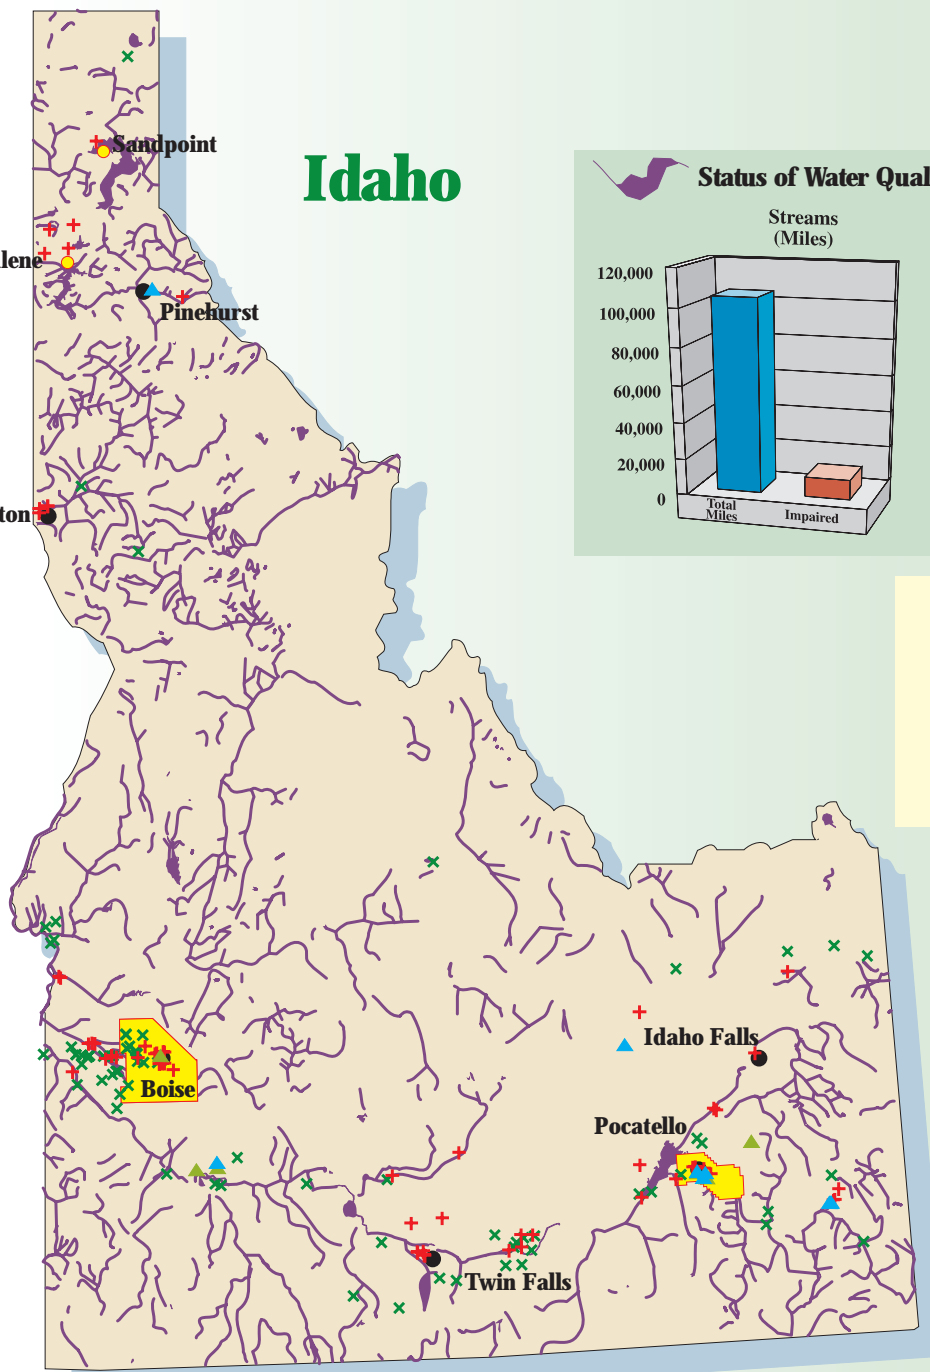 Idaho
Sandpoint
lene
Pinehurst
ton
Boise
Idaho Falls
Pocatello
Twin Falls
Status of Water Qual
Streams
(Miles)
120,000
100,000
80,000
60,000
40,000
20,000
0
Total
Miles
Impaired